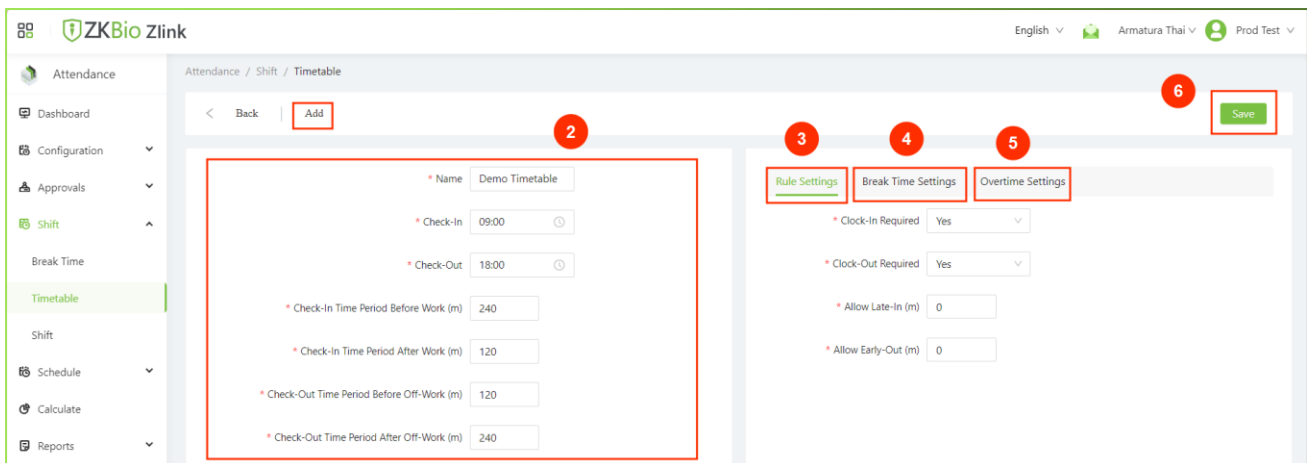 ZKBio Zlink
English
Armatura Thai
Prod Test
Attendance
Attendance / Shift / Timetable
6
Dashboard
< Back | Add
Save
2
3
4
5
Configuration
Approvals
Shift
Break Time
Timetable
Shift
Schedule
Calculate
Reports
* Name Demo Timetable
* Check-In 09:00
* Check-Out 18:00
* Check-In Time Period Before Work (m) 240
* Check-In Time Period After Work (m) 120
* Check-Out Time Period Before Off-Work (m) 120
* Check-Out Time Period After Off-Work (m) 240
Rule Settings Break Time Settings Overtime Settings
* Clock-In Required Yes
* Clock-Out Required Yes
* Allow Late-In (m) 0
* Allow Early-Out (m) 0